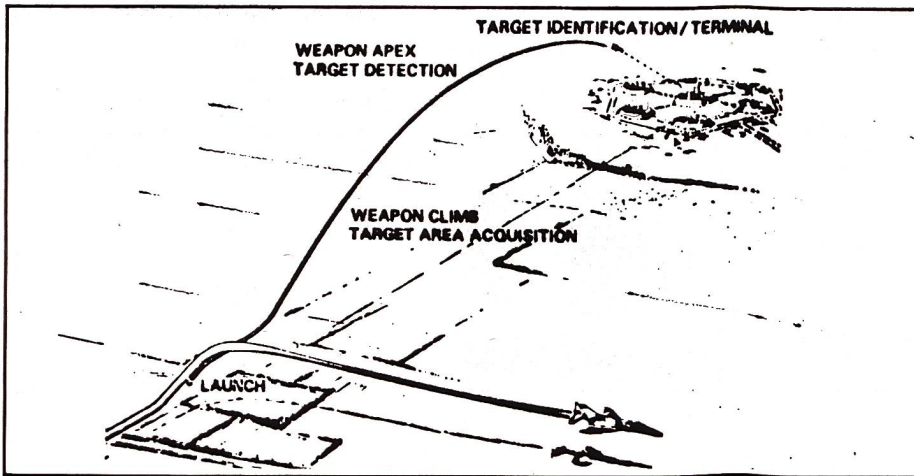 TARGET IDENTIFICATION/TERMINAL
WEAPON APEX
TARGET DETECTION
WEAPON CLIMB
TARGET AREA ACQUISITION
LAUNCH